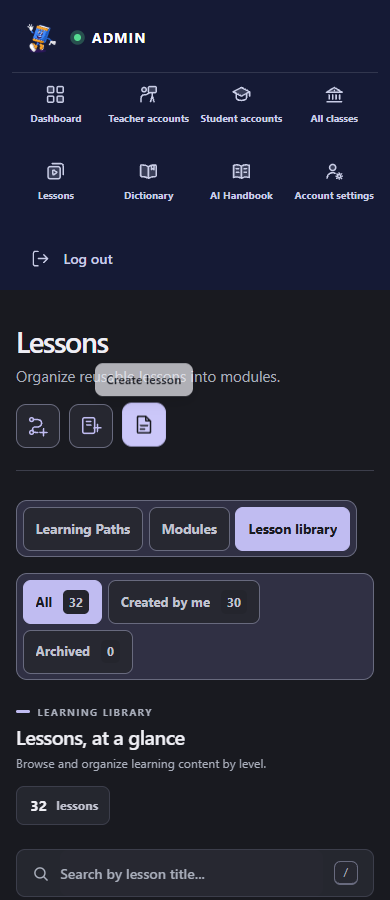 ADMIN
Dashboard
Teacher accounts
Student accounts
All classes
Lessons
Dictionary
AI Handbook
Account settings
Log out
Lessons
Organize reusable lessons into modules.
Create lesson
Learning Paths
Modules
Lesson library
All 32
Created by me 30
Archived 0
LEARNING LIBRARY
Lessons, at a glance
Browse and organize learning content by level.
32 lessons
Search by lesson title... /